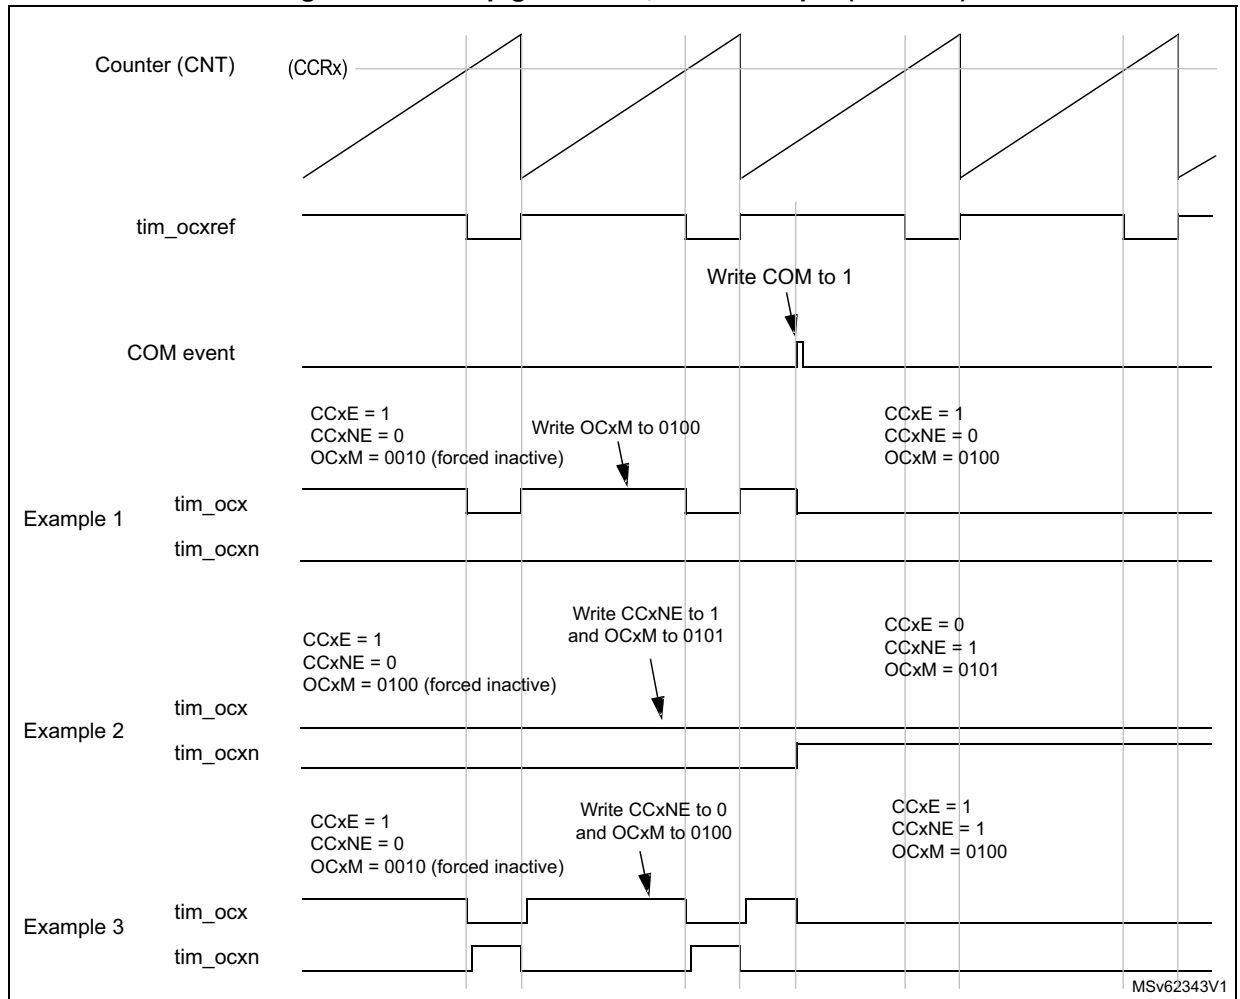 Counter (CNT)
(CCRx)
tim_ocxref
Write COM to 1
COM event
CCxE = 1
CCxNE = 0
OCxM = 0010 (forced inactive)
Write OCxM to 0100
CCxE = 1
CCxNE = 0
OCxM = 0100
Example 1
tim_ocx
tim_ocxn
Write CCxNE to 1
and OCxM to 0101
CCxE = 1
CCxNE = 0
OCxM = 0100 (forced inactive)
CCxE = 0
CCxNE = 1
OCxM = 0101
Example 2
tim_ocx
tim_ocxn
Write CCxNE to 0
and OCxM to 0100
CCxE = 1
CCxNE = 0
OCxM = 0010 (forced inactive)
CCxE = 1
CCxNE = 1
OCxM = 0100
Example 3
tim_ocx
tim_ocxn
MSv62343V1